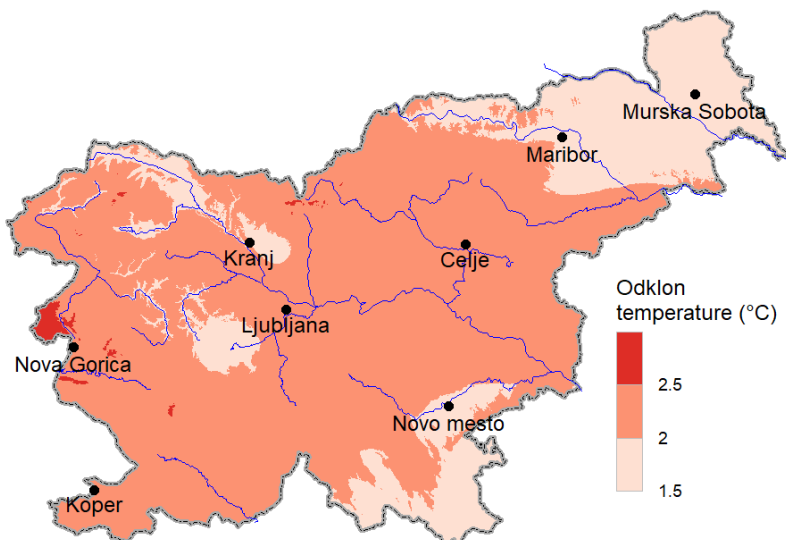 Murska Sobota
Maribor
Kranj
Celje
Ljubljana
Nova Gorica
Novo mesto
Koper
Odklon
temperature (°C)
2.5
2
1.5